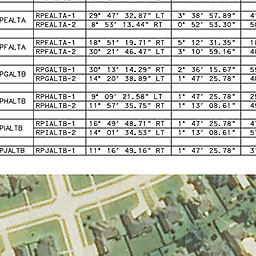 PEALTA RPEALTA-1 29° 47' 32.87" LT 3° 38' 57.89"
RPEALTA-2 8° 53' 13.44" RT 0° 52' 53.30"
PFALTA RPFALTA-1 30° 51' 29.71" RT 5° 12' 31.35"
RPFALTA-2 30° 21' 46.47" LT 3° 10' 59.16"
PGALTB RPGALTB-1 30° 13' 14.29" RT 2° 36' 15.67"
RPGALTB-2 14° 20' 38.89" LT 1° 47' 25.78"
PHALTB RPHALTB-1 9° 09' 21.58" LT 1° 47' 25.78"
RPHALTB-2 11° 57' 35.75" RT 1° 13' 08.61"
PIALTB RPIALTB-1 16° 49' 48.71" RT 1° 47' 25.78"
RPIALTB-2 14° 01' 34.53" LT 1° 13' 08.61"
PJALTB RPJALTB-1 11° 16' 49.16" RT 1° 47' 25.78"